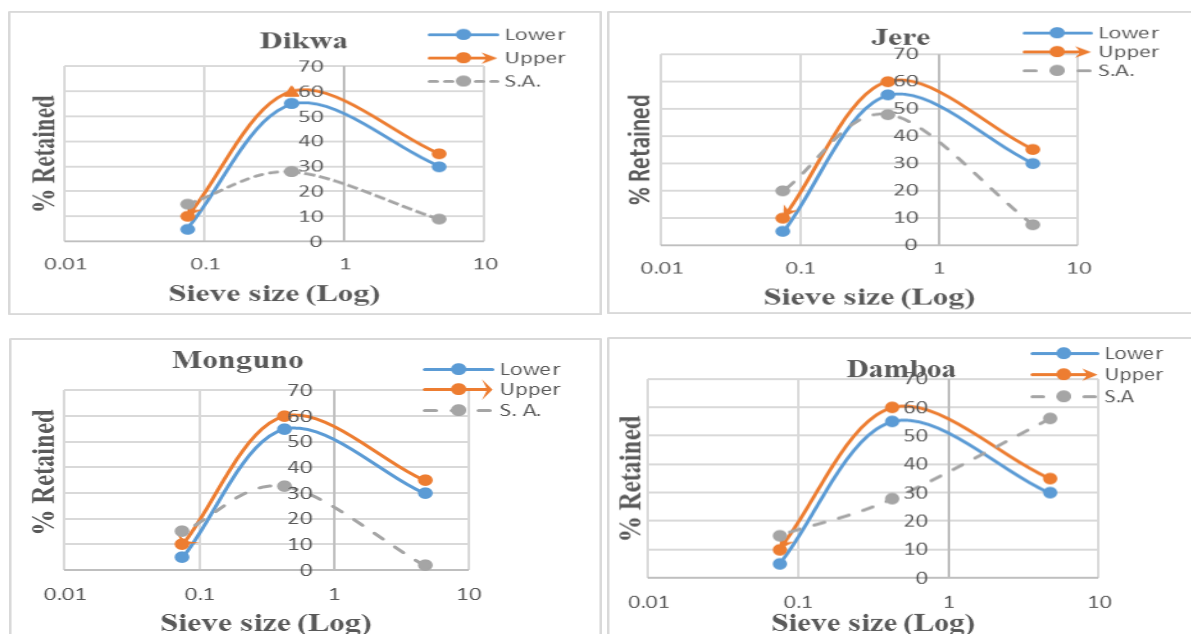 Dikwa
Lower
Upper
S.A.
70
60
50
40
30
20
10
0
% Retained
0.01 0.1 1 10
Sieve size (Log)
Jere
Lower
Upper
S.A.
70
60
50
40
30
20
10
0
% Retained
0.01 0.1 1 10
Sieve size (Log)
Monguno
Lower
Upper
S. A.
70
60
50
40
30
20
10
0
% Retained
0.01 0.1 1 10
Sieve size (Log)
Damboa
Lower
Upper
S.A
70
60
50
40
30
20
10
0
% Retained
0.01 0.1 1 10
Sieve size (Log)